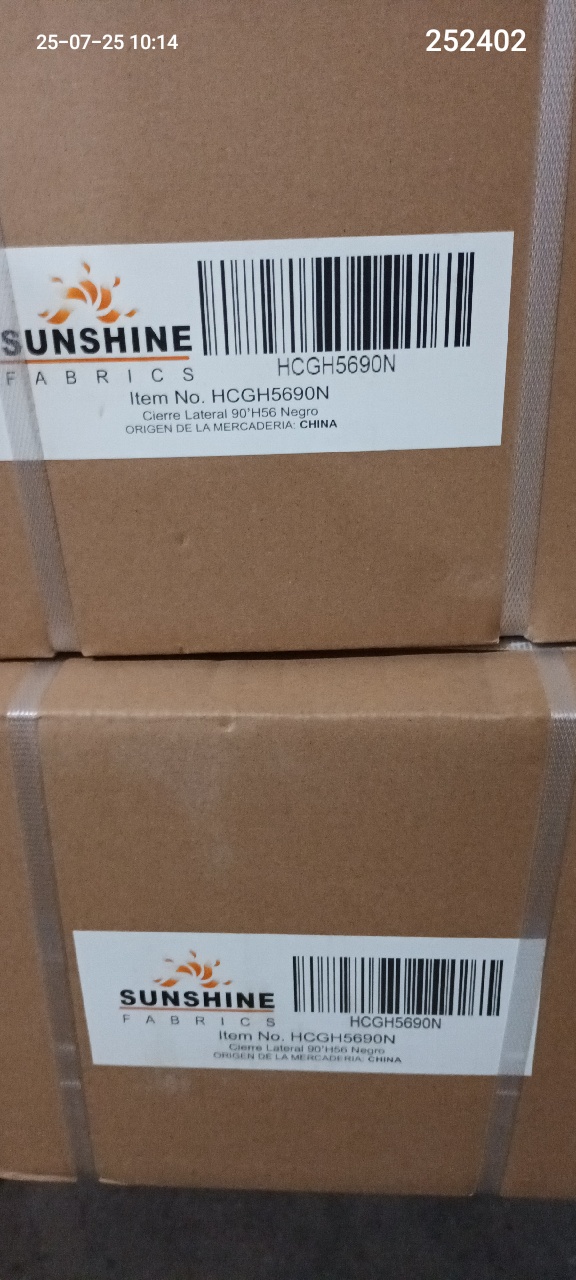 25-07-25 10:14
252402
SUNSHINE
FABRICS
HCGH5690N
Item No. HCGH5690N
Cierre Lateral 90'H56 Negro
ORIGEN DE LA MERCADERIA: CHINA
SUNSHINE
FABRICS
HCGH5690N
Item No. HCGH5690N
Cierre Lateral 90'H56 Negro
ORIGEN DE LA MERCADERIA: CHINA